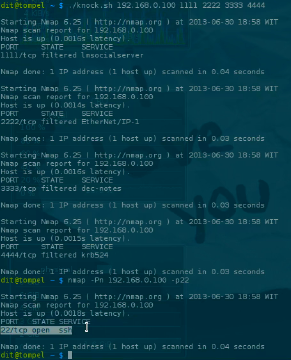 dit@tompel ~ $ ./knock.sh 192.168.0.100 1111 2222 3333 4444
Starting Nmap 6.25 ( http://nmap.org ) at 2013-06-30 18:58 WIT
Nmap scan report for 192.168.0.100
Host is up (0.0016s latency).
PORT     STATE    SERVICE
1111/tcp filtered lmsocialserver
Nmap done: 1 IP address (1 host up) scanned in 0.04 seconds
Starting Nmap 6.25 ( http://nmap.org ) at 2013-06-30 18:58 WIT
Nmap scan report for 192.168.0.100
Host is up (0.0014s latency).
PORT     STATE    SERVICE
2222/tcp filtered EtherNet/IP-1
Nmap done: 1 IP address (1 host up) scanned in 0.03 seconds
Starting Nmap 6.25 ( http://nmap.org ) at 2013-06-30 18:58 WIT
Nmap scan report for 192.168.0.100
Host is up (0.0016s latency).
PORT     STATE    SERVICE
3333/tcp filtered dec-notes
Nmap done: 1 IP address (1 host up) scanned in 0.03 seconds
Starting Nmap 6.25 ( http://nmap.org ) at 2013-06-30 18:58 WIT
Nmap scan report for 192.168.0.100
Host is up (0.0015s latency).
PORT     STATE    SERVICE
4444/tcp filtered krb524
Nmap done: 1 IP address (1 host up) scanned in 0.03 seconds
dit@tompel ~ $ nmap -Pn 192.168.0.100 -p22
Starting Nmap 6.25 ( http://nmap.org ) at 2013-06-30 18:58 WIT
Nmap scan report for 192.168.0.100
Host is up (0.0018s latency).
PORT   STATE SERVICE
22/tcp open  ssh
Nmap done: 1 IP address (1 host up) scanned in 0.04 seconds
dit@tompel ~ $